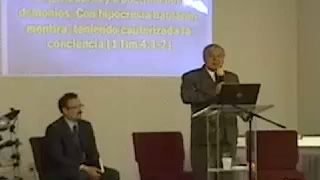 demonios. Con hipocresía hablarán
mentira, teniendo cauterizada la
conciencia (1 Tim 4:1-2)